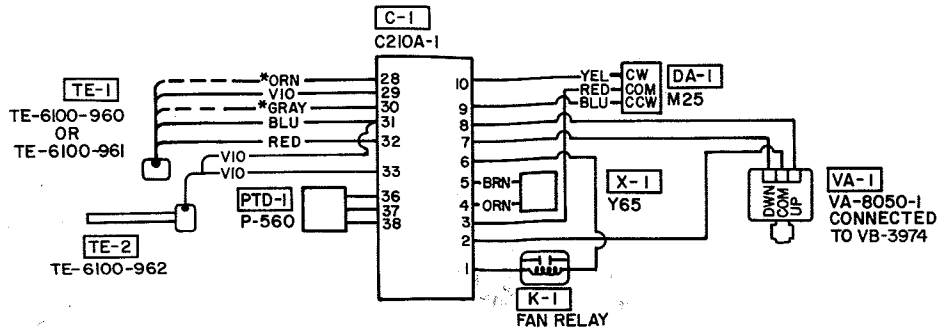 C-1
C210A-1
TE-1
TE-6100-960
OR
TE-6100-961
*ORN
VIO
*GRAY
BLU
RED
VIO
VIO
28
29
30
31
32
33
36
37
38
PTD-1
P-560
TE-2
TE-6100-962
10
9
8
7
6
5
4
3
2
1
YEL
RED
BLU
CW
COM
CCW
DA-1
M25
BRN
ORN
X-1
Y65
DWN
COM
UP
VA-1
VA-8050-1
CONNECTED
TO VB-3974
K-1
FAN RELAY